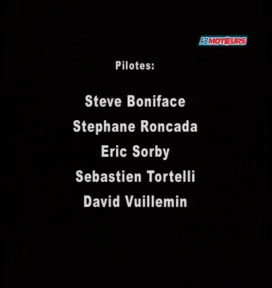 AB MOTEURS
Pilotes:
Steve Boniface
Stephane Roncada
Eric Sorby
Sebastien Tortelli
David Vuillemin